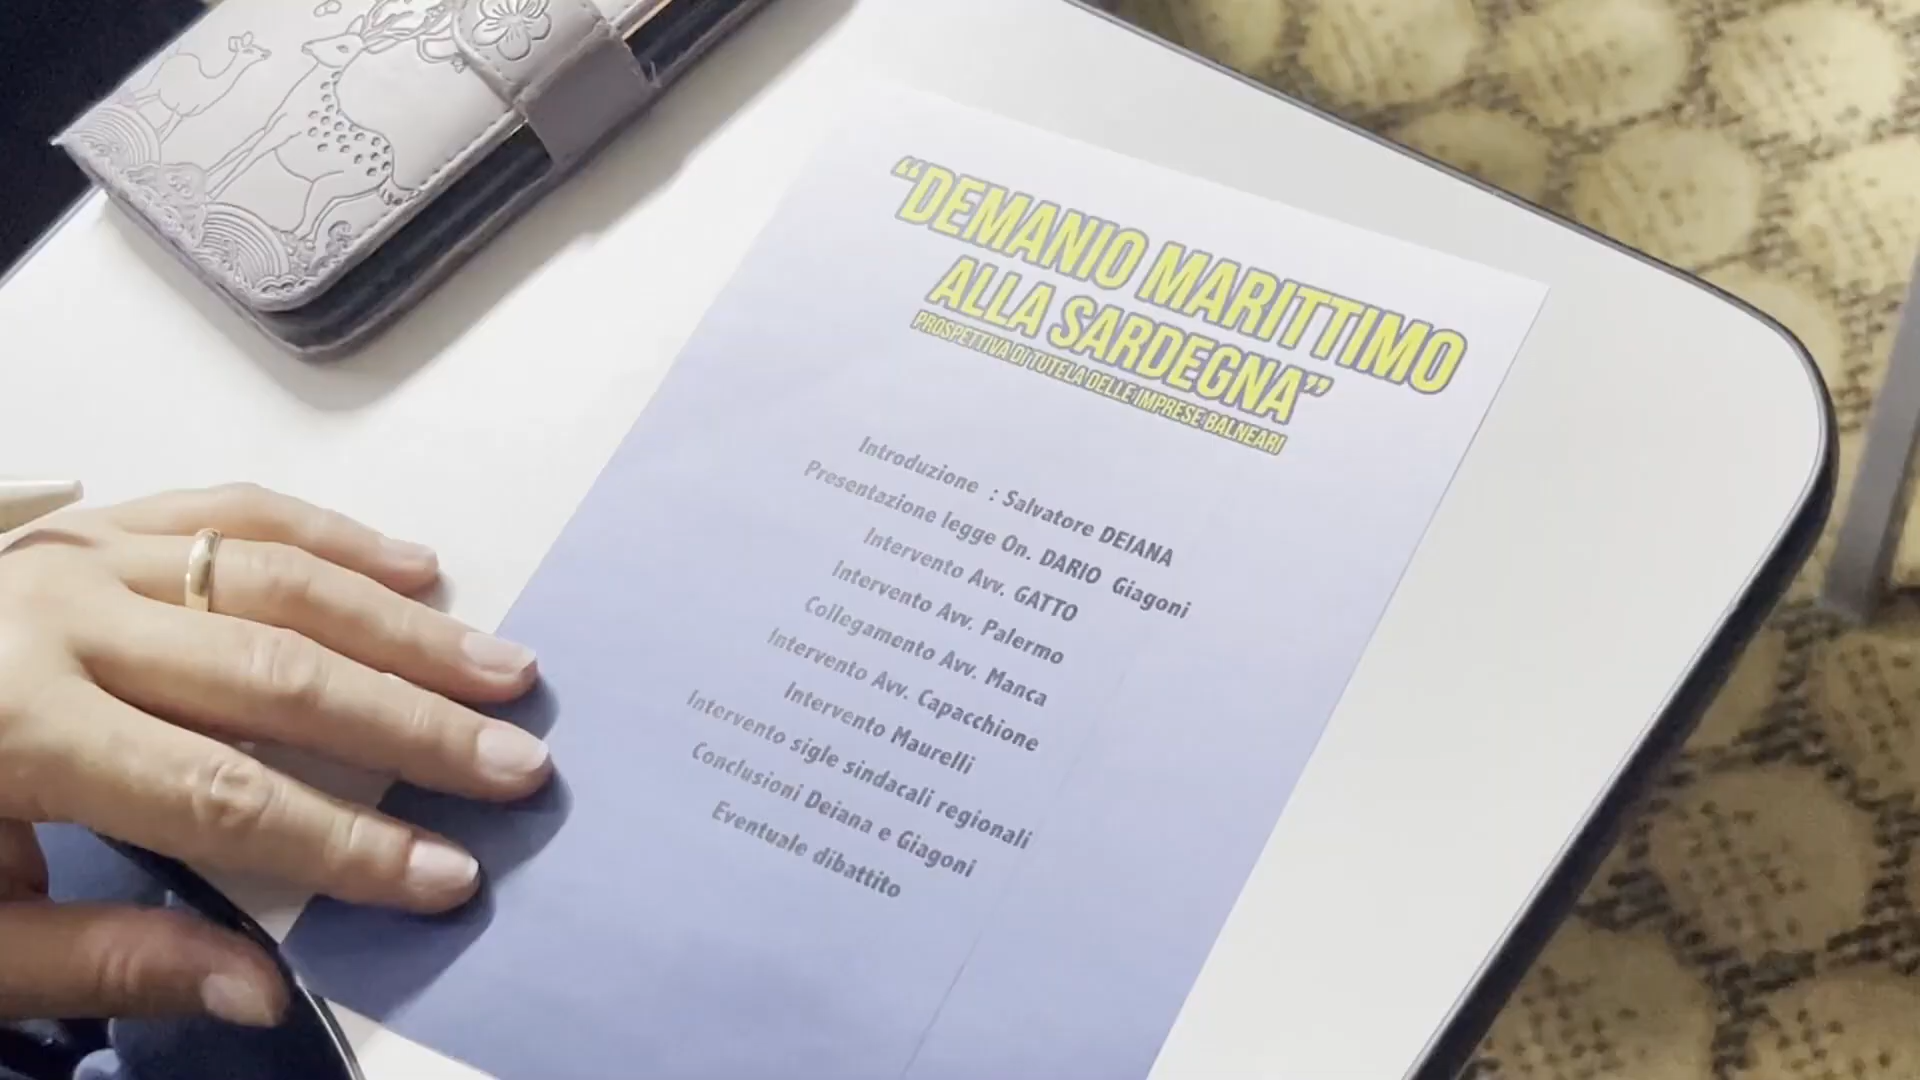 “DEMANIO MARITTIMO
ALLA SARDEGNA”
PROSPETTIVA DI TUTELA DELLE IMPRESE BALNEARI
Introduzione : Salvatore DEIANA
Presentazione legge On. DARIO Giagoni
Intervento Avv. GATTO
Intervento Avv. Palermo
Collegamento Avv. Manca
Intervento Avv. Capacchione
Intervento Maurelli
Intervento sigle sindacali regionali
Conclusioni Deiana e Giagoni
Eventuale dibattito